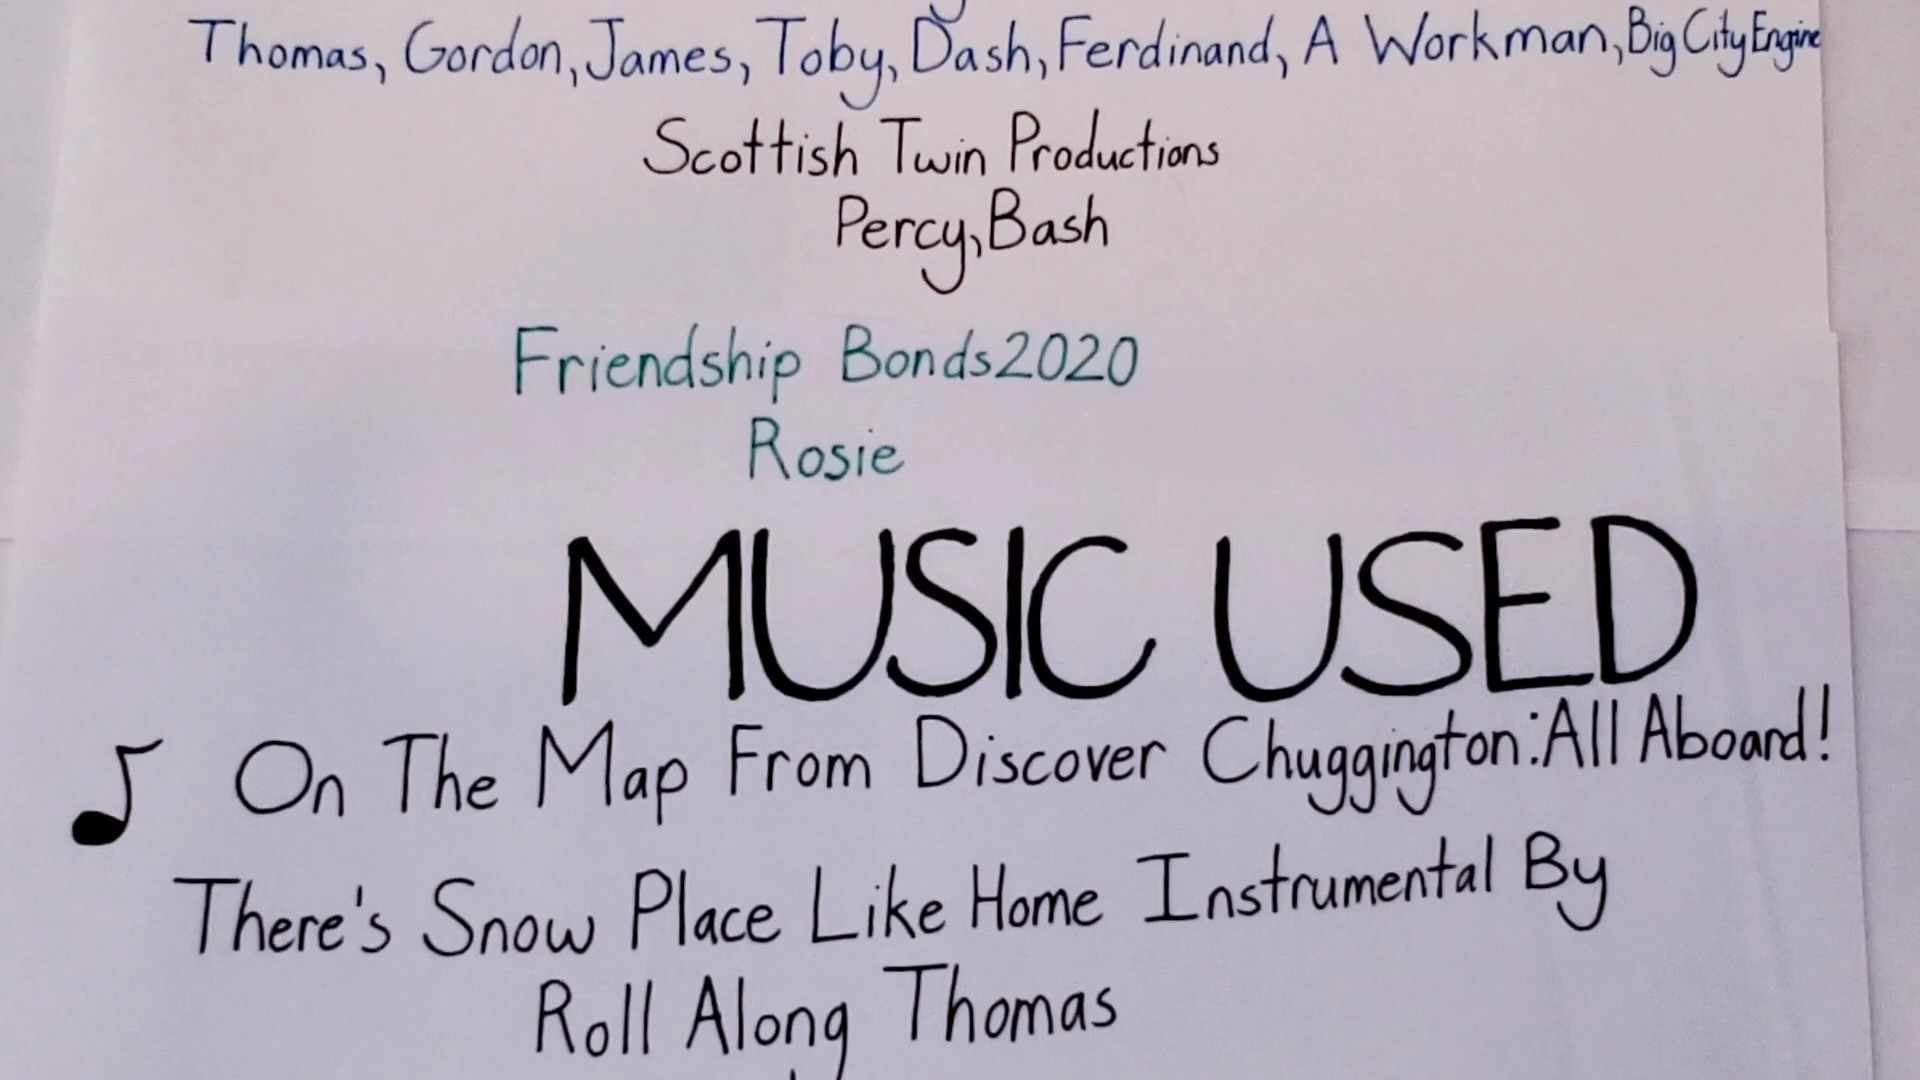 Thomas, Gordon, James, Toby, Dash, Ferdinand, A Workman, Big City Engine
Scottish Twin Productions
Percy, Bash
Friendship Bonds2020
Rosie
MUSIC USED
On The Map From Discover Chuggington: All Aboard!
There's Snow Place Like Home Instrumental By
Roll Along Thomas